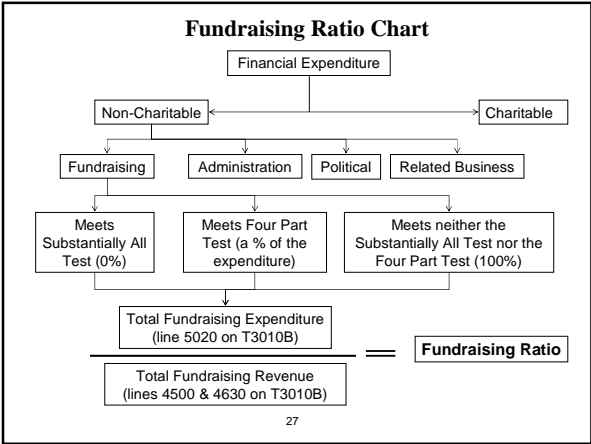 Fundraising Ratio Chart
Financial Expenditure
Non-Charitable
Charitable
Fundraising
Administration
Political
Related Business
Meets
Substantially All
Test (0%)
Meets Four Part
Test (a % of the
expenditure)
Meets neither the
Substantially All Test nor the
Four Part Test (100%)
Total Fundraising Expenditure
(line 5020 on T3010B)
Fundraising Ratio
Total Fundraising Revenue
(lines 4500 & 4630 on T3010B)
27